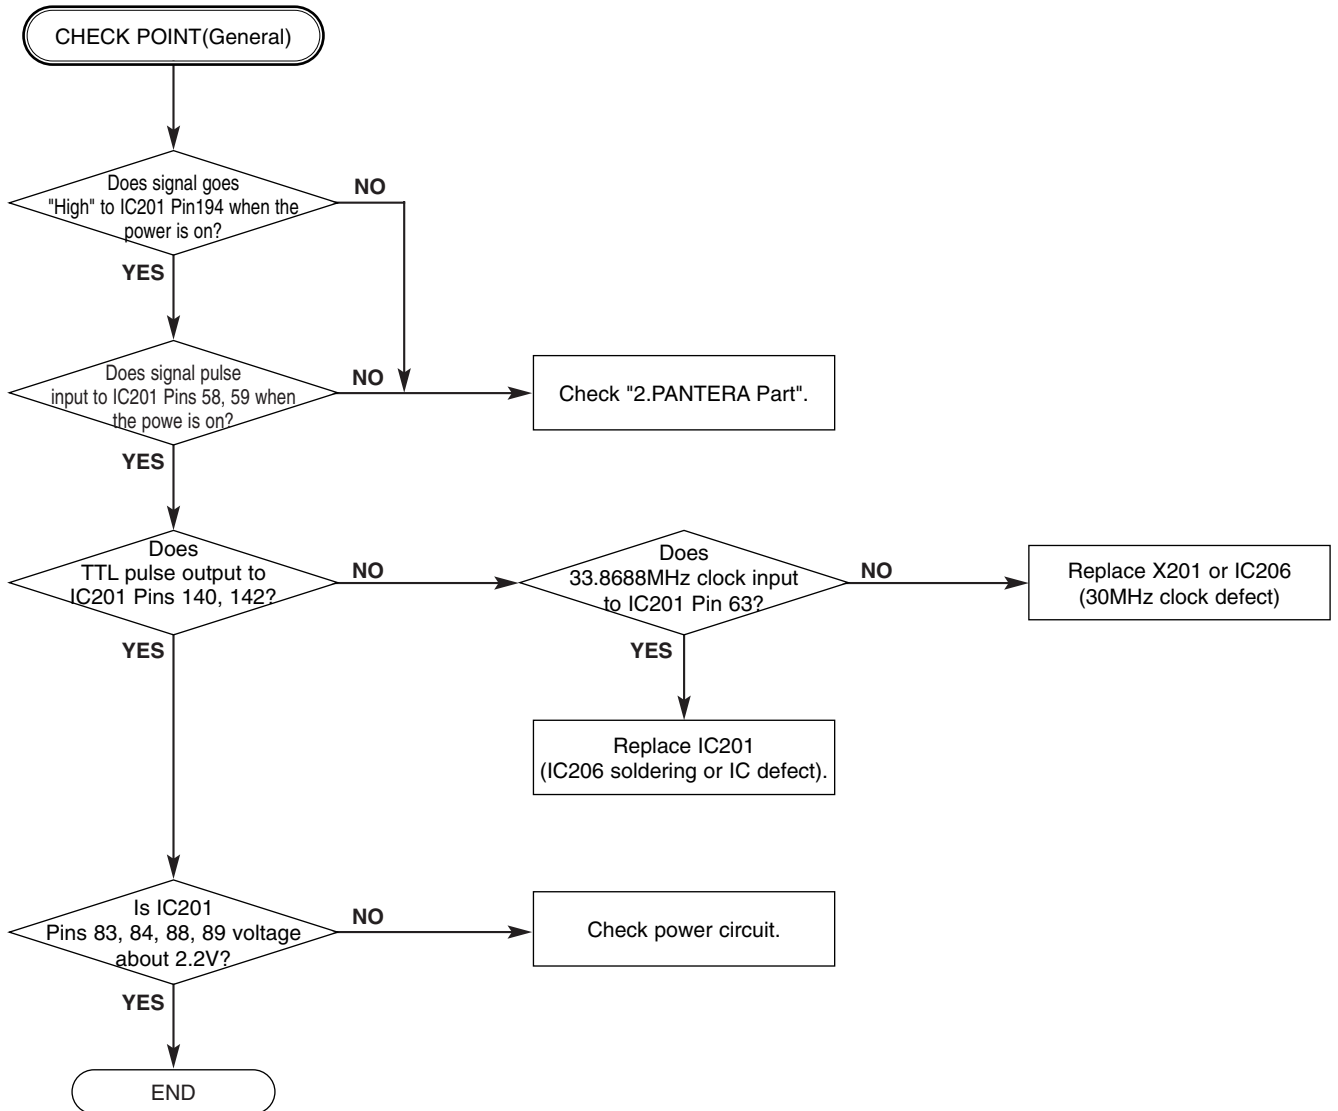 CHECK POINT(General)
Does signal goes
"High" to IC201 Pin194 when the
power is on?
NO
YES
Does signal pulse
input to IC201 Pins 58, 59 when
the powe is on?
NO
Check "2.PANTERA Part".
YES
Does
TTL pulse output to
IC201 Pins 140, 142?
NO
Does
33.8688MHz clock input
to IC201 Pin 63?
NO
Replace X201 or IC206
(30MHz clock defect)
YES
YES
Replace IC201
(IC206 soldering or IC defect).
Is IC201
Pins 83, 84, 88, 89 voltage
about 2.2V?
NO
Check power circuit.
YES
END